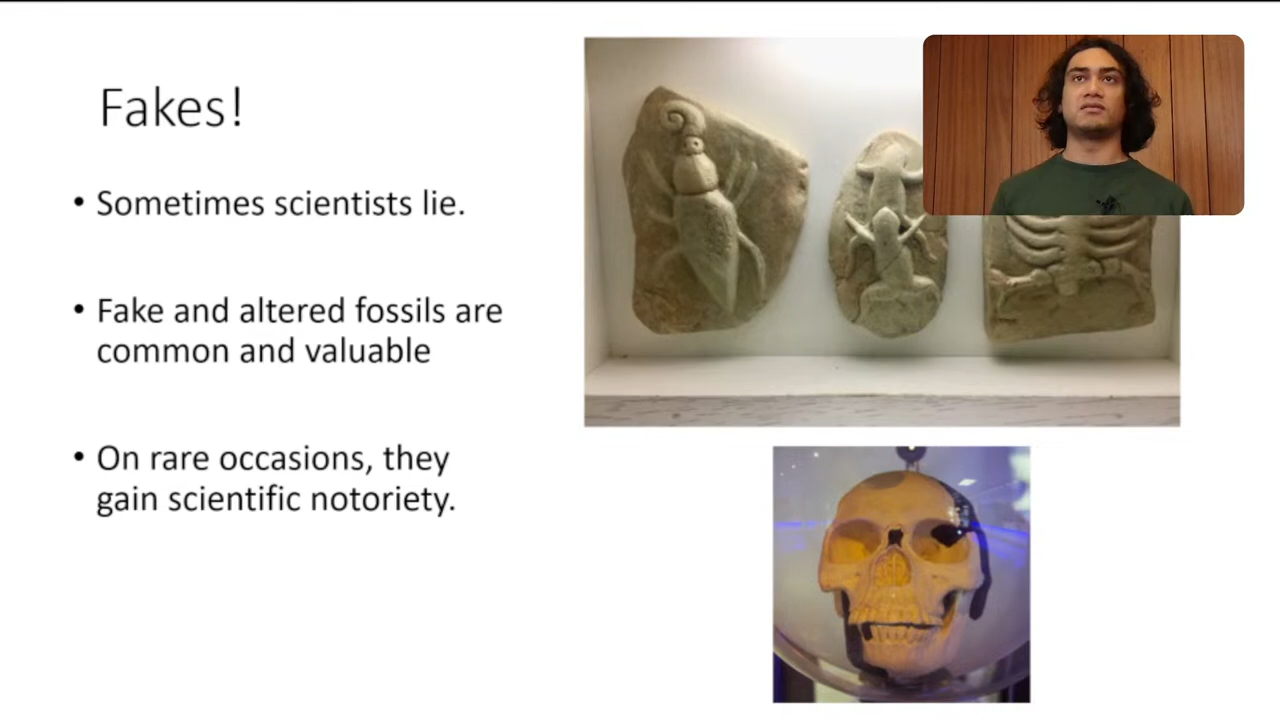 Fakes!
• Sometimes scientists lie.
• Fake and altered fossils are
common and valuable
• On rare occasions, they
gain scientific notoriety.